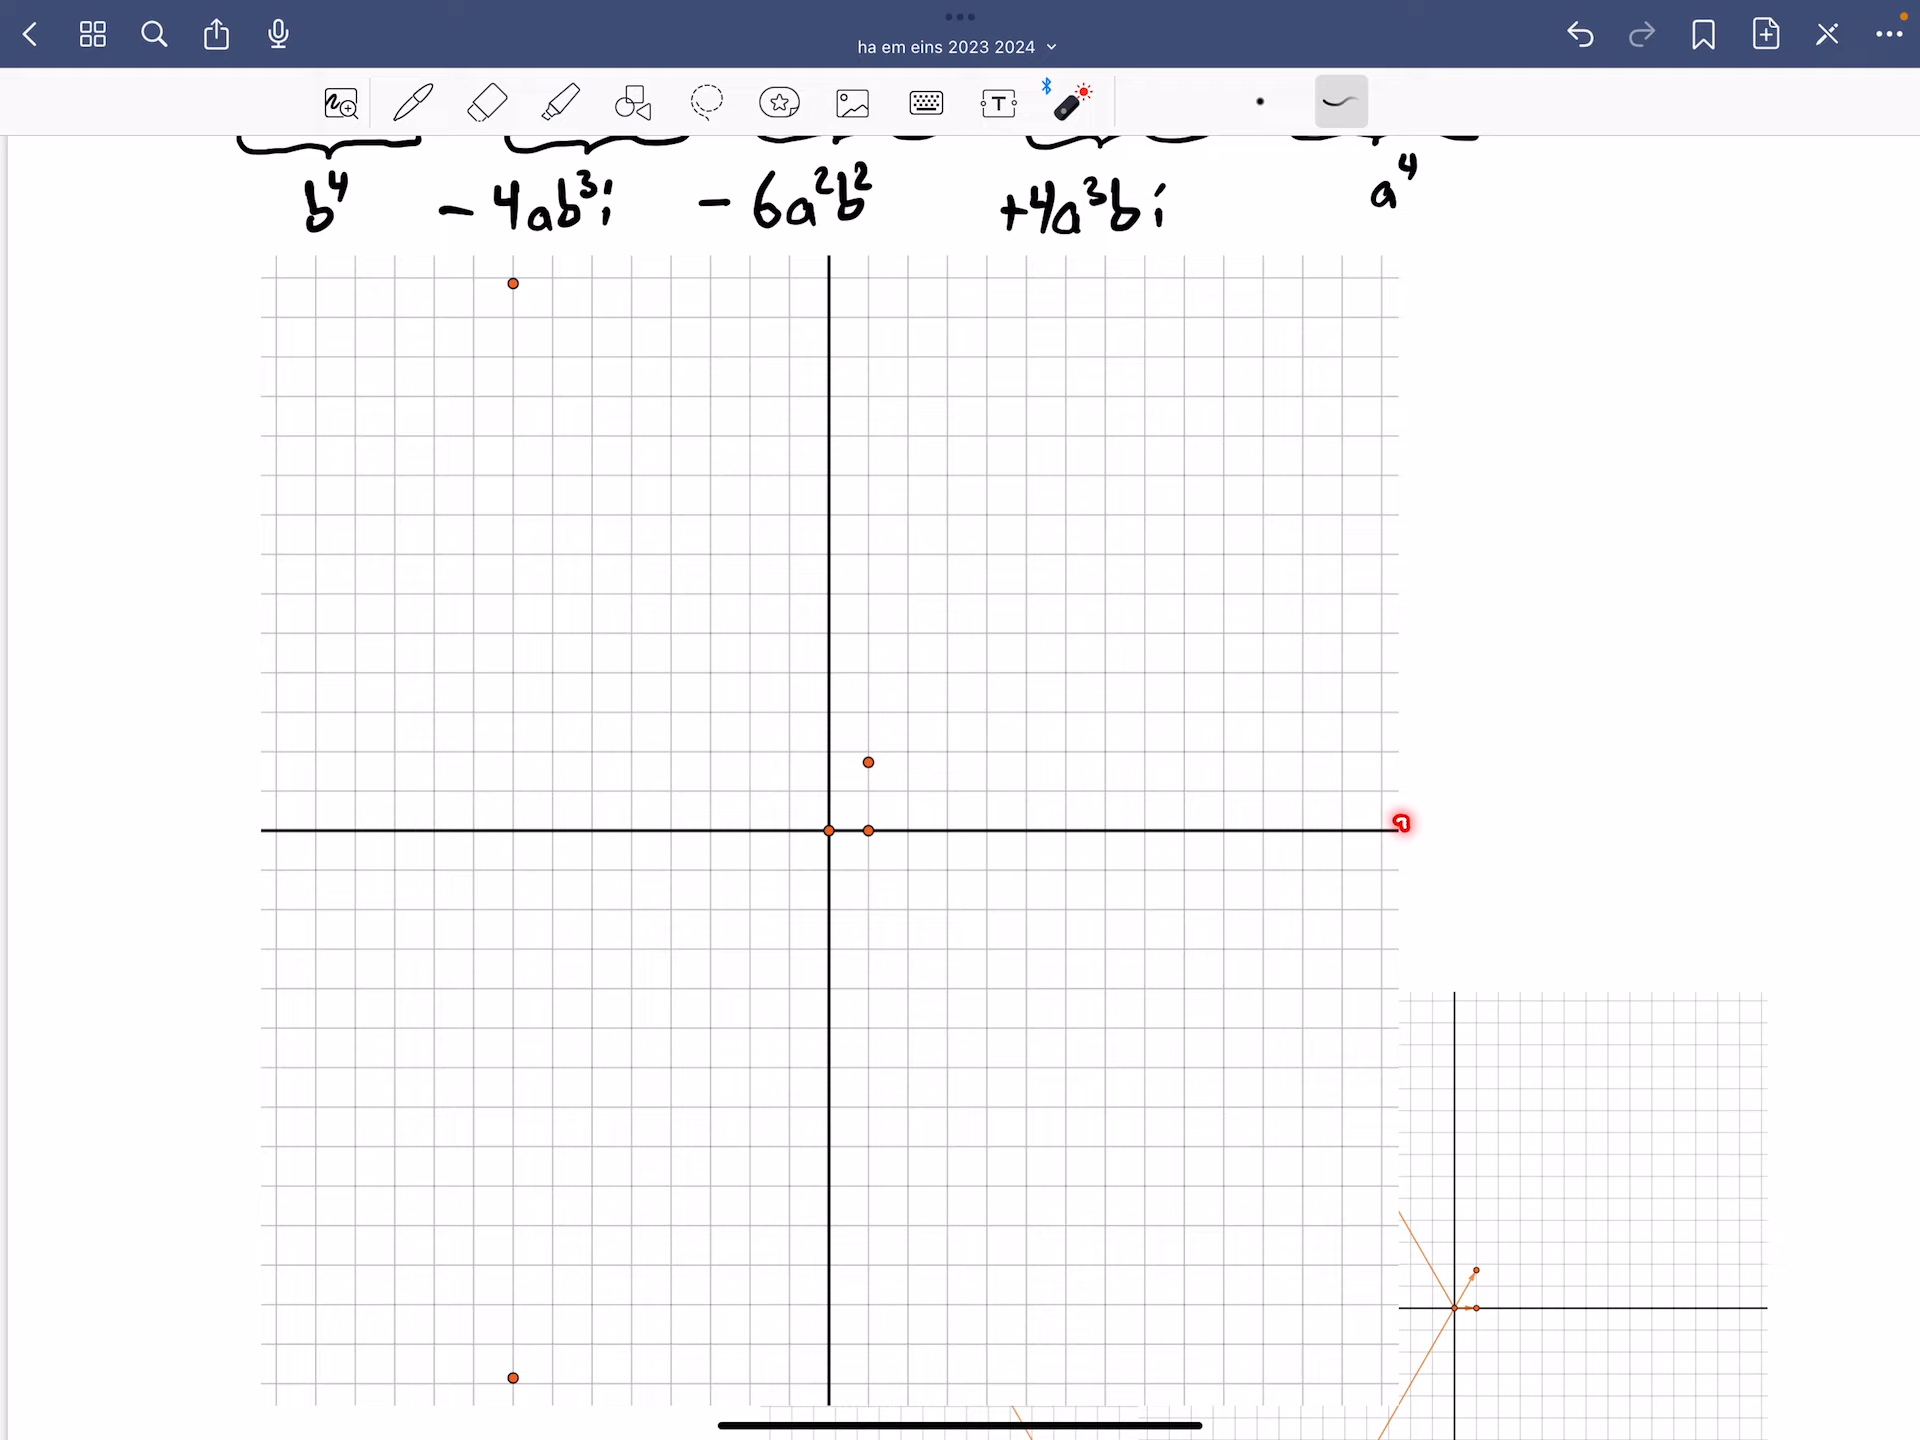 ha em eins 2023 2024
T
b⁴ - 4ab³i - 6a²b² +4a³bi a⁴